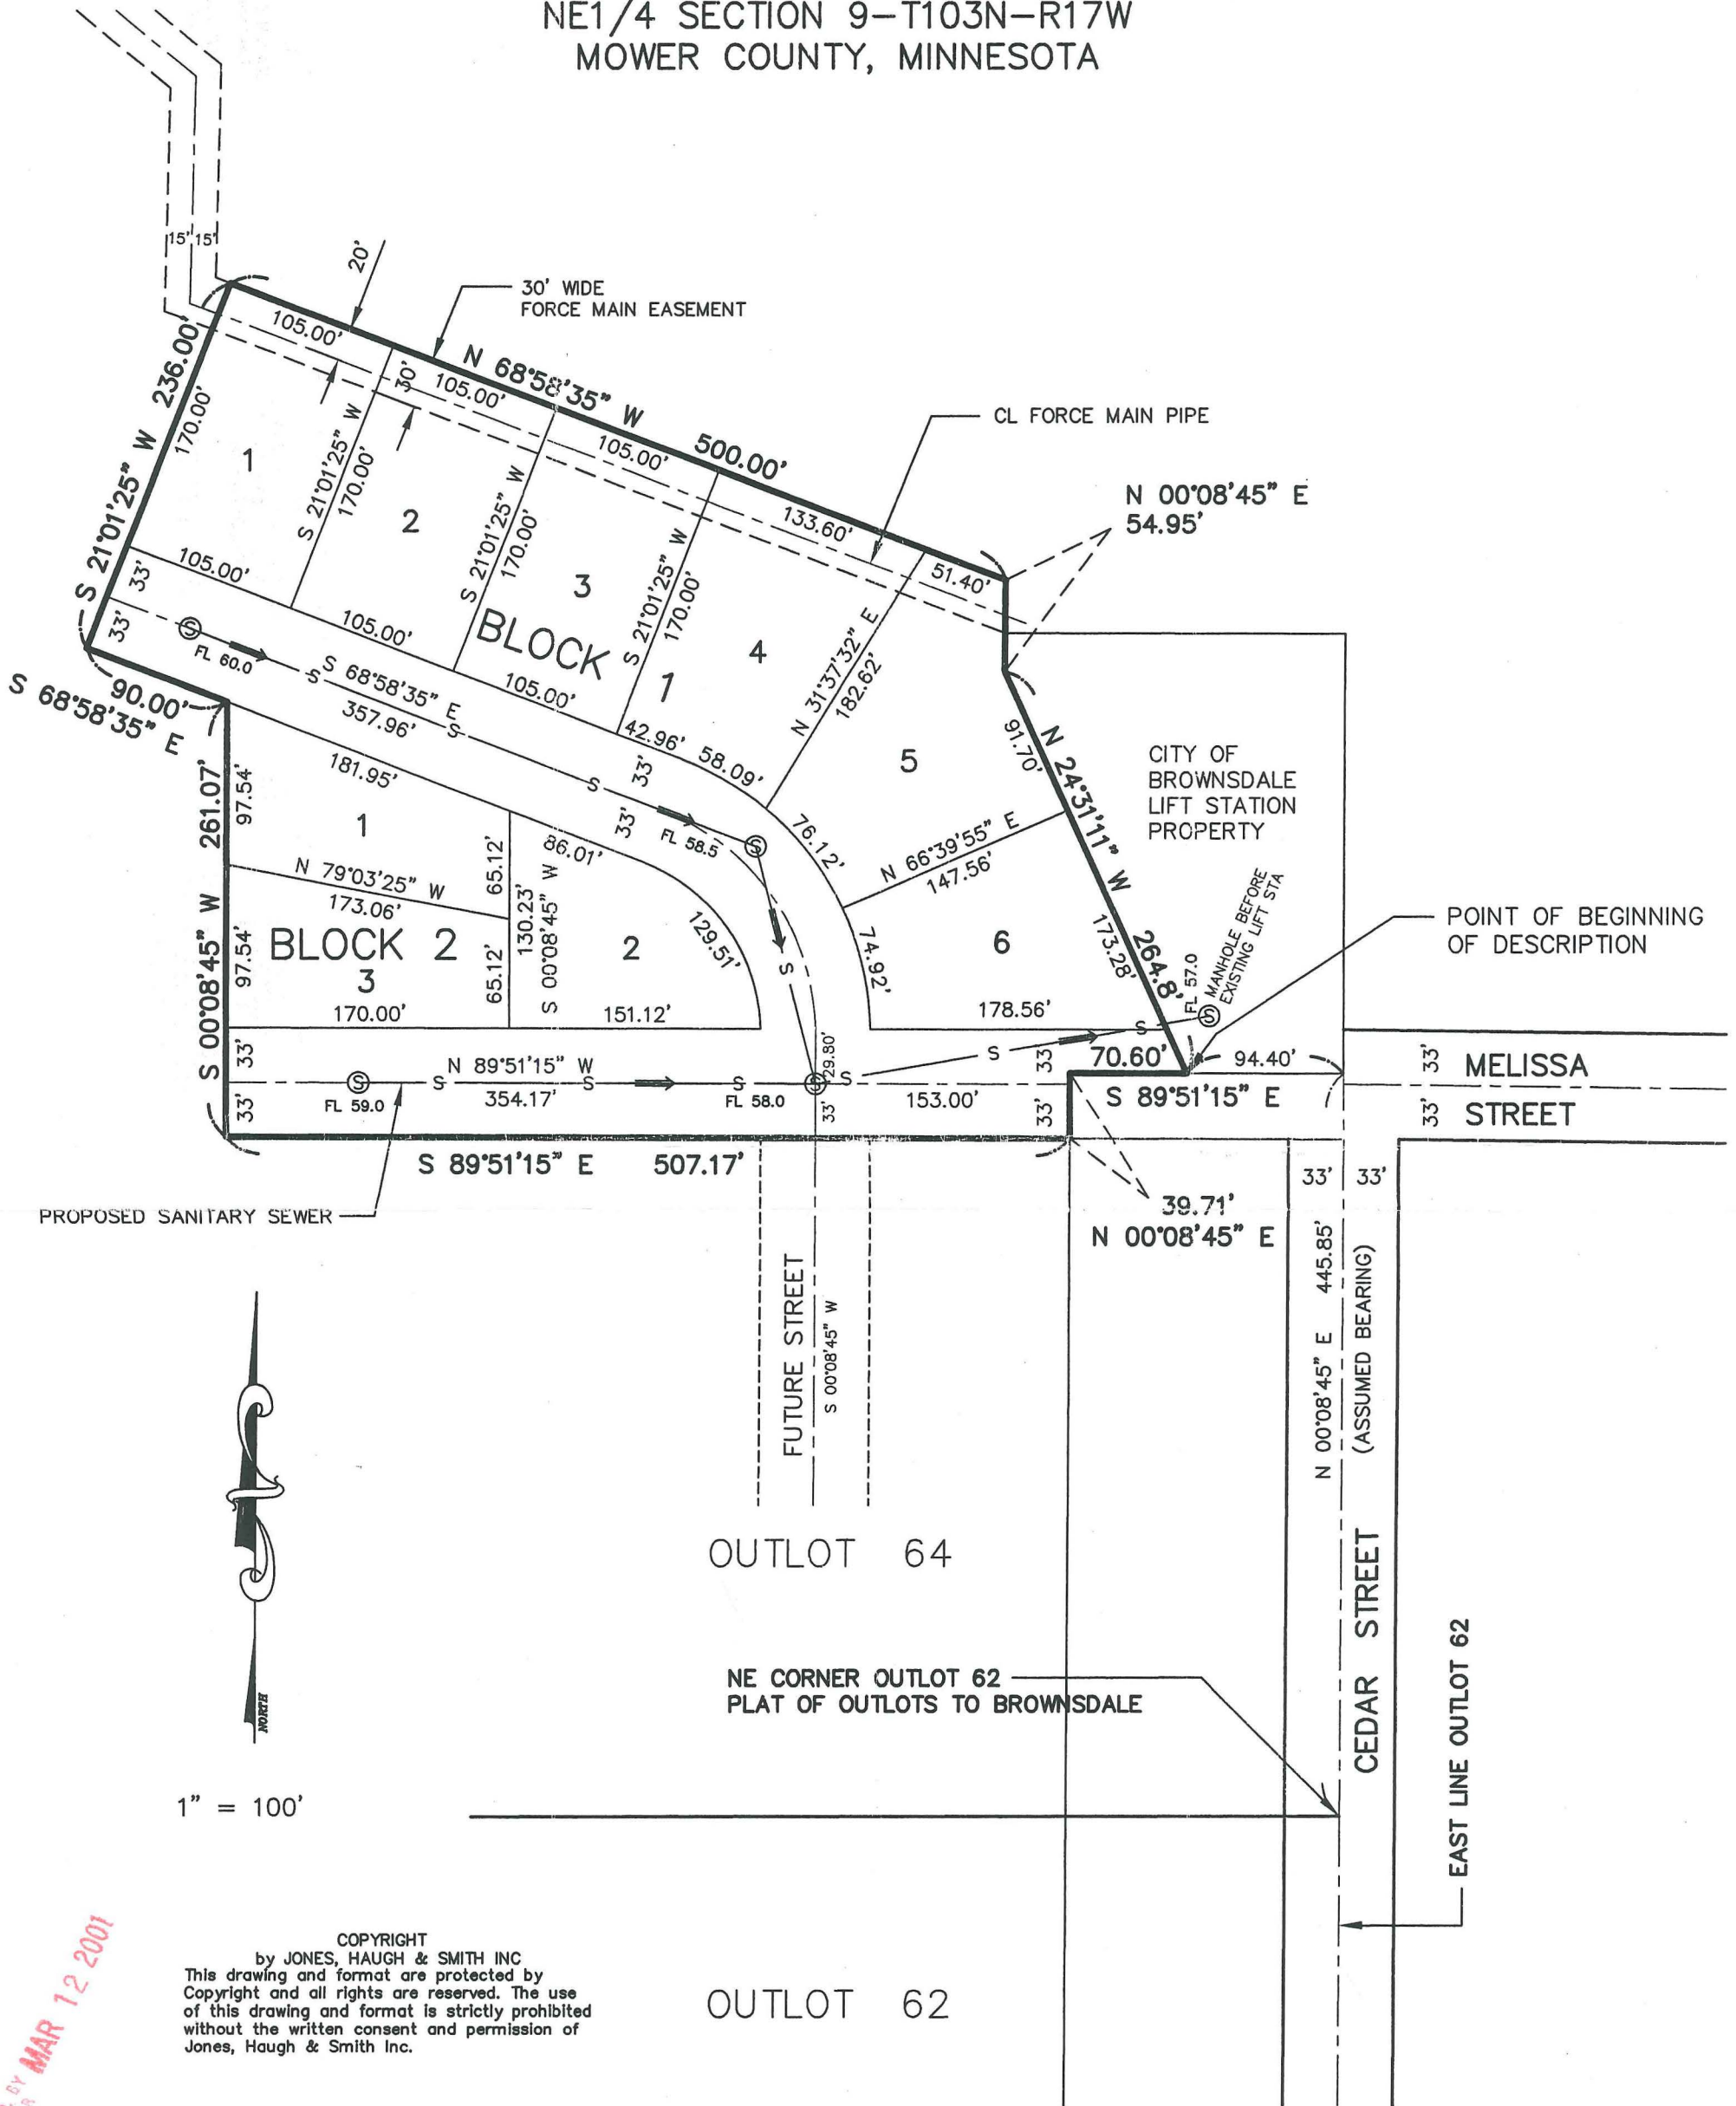 NE1/4 SECTION 9-T103N-R17W
MOWER COUNTY, MINNESOTA
15' 15'
20'
30' WIDE
FORCE MAIN EASEMENT
105.00'
30'
105.00'
N 68°58'35" W 500.00'
105.00'
133.60'
51.40'
CL FORCE MAIN PIPE
N 00°08'45" E
54.95'
S 21°01'25" W 236.00'
170.00'
1
S 21°01'25" W
170.00'
2
S 21°01'25" W
170.00'
3
S 21°01'25" W
170.00'
4
N 31°37'32" E
182.62'
5
BLOCK 1
33'
33'
105.00'
105.00'
105.00'
42.96'
58.09'
76.12'
74.92'
FL 60.0
S S 68°58'35" E S
357.96'
S
33'
33'
FL 58.5
S
S
90.00'
S 68°58'35" E
181.95'
86.01'
129.51'
91.70'
N 24°31'11" W 264.8'
173.28'
N 66°39'55" E
147.56'
CITY OF
BROWNSDALE
LIFT STATION
PROPERTY
6
178.56'
FL 57.0
MANHOLE BEFORE
EXISTING LIFT STA
S
POINT OF BEGINNING
OF DESCRIPTION
S 00°08'45" W 261.07'
97.54'
97.54'
1
N 79°03'25" W
173.06'
65.12'
65.12'
130.23'
S 00°08'45" W
BLOCK 2
3
2
170.00'
151.12'
S
33'
33'
N 89°51'15" W
S S S S
354.17'
S
FL 59.0
FL 58.0
S
29.80'
33'
S S S
153.00'
33'
33'
70.60'
94.40'
S 89°51'15" E
33' MELISSA
33' STREET
S 89°51'15" E 507.17'
39.71'
N 00°08'45" E
33' 33'
PROPOSED SANITARY SEWER
FUTURE STREET
S 00°08'45" W
N 00°08'45" E 445.85'
(ASSUMED BEARING)
CEDAR STREET
EAST LINE OUTLOT 62
OUTLOT 64
NE CORNER OUTLOT 62
PLAT OF OUTLOTS TO BROWNSDALE
NORTH
1" = 100'
COPYRIGHT
by JONES, HAUGH & SMITH INC
This drawing and format are protected by
Copyright and all rights are reserved. The use
of this drawing and format is strictly prohibited
without the written consent and permission of
Jones, Haugh & Smith Inc.
OUTLOT 62
BY MAR 12 2001